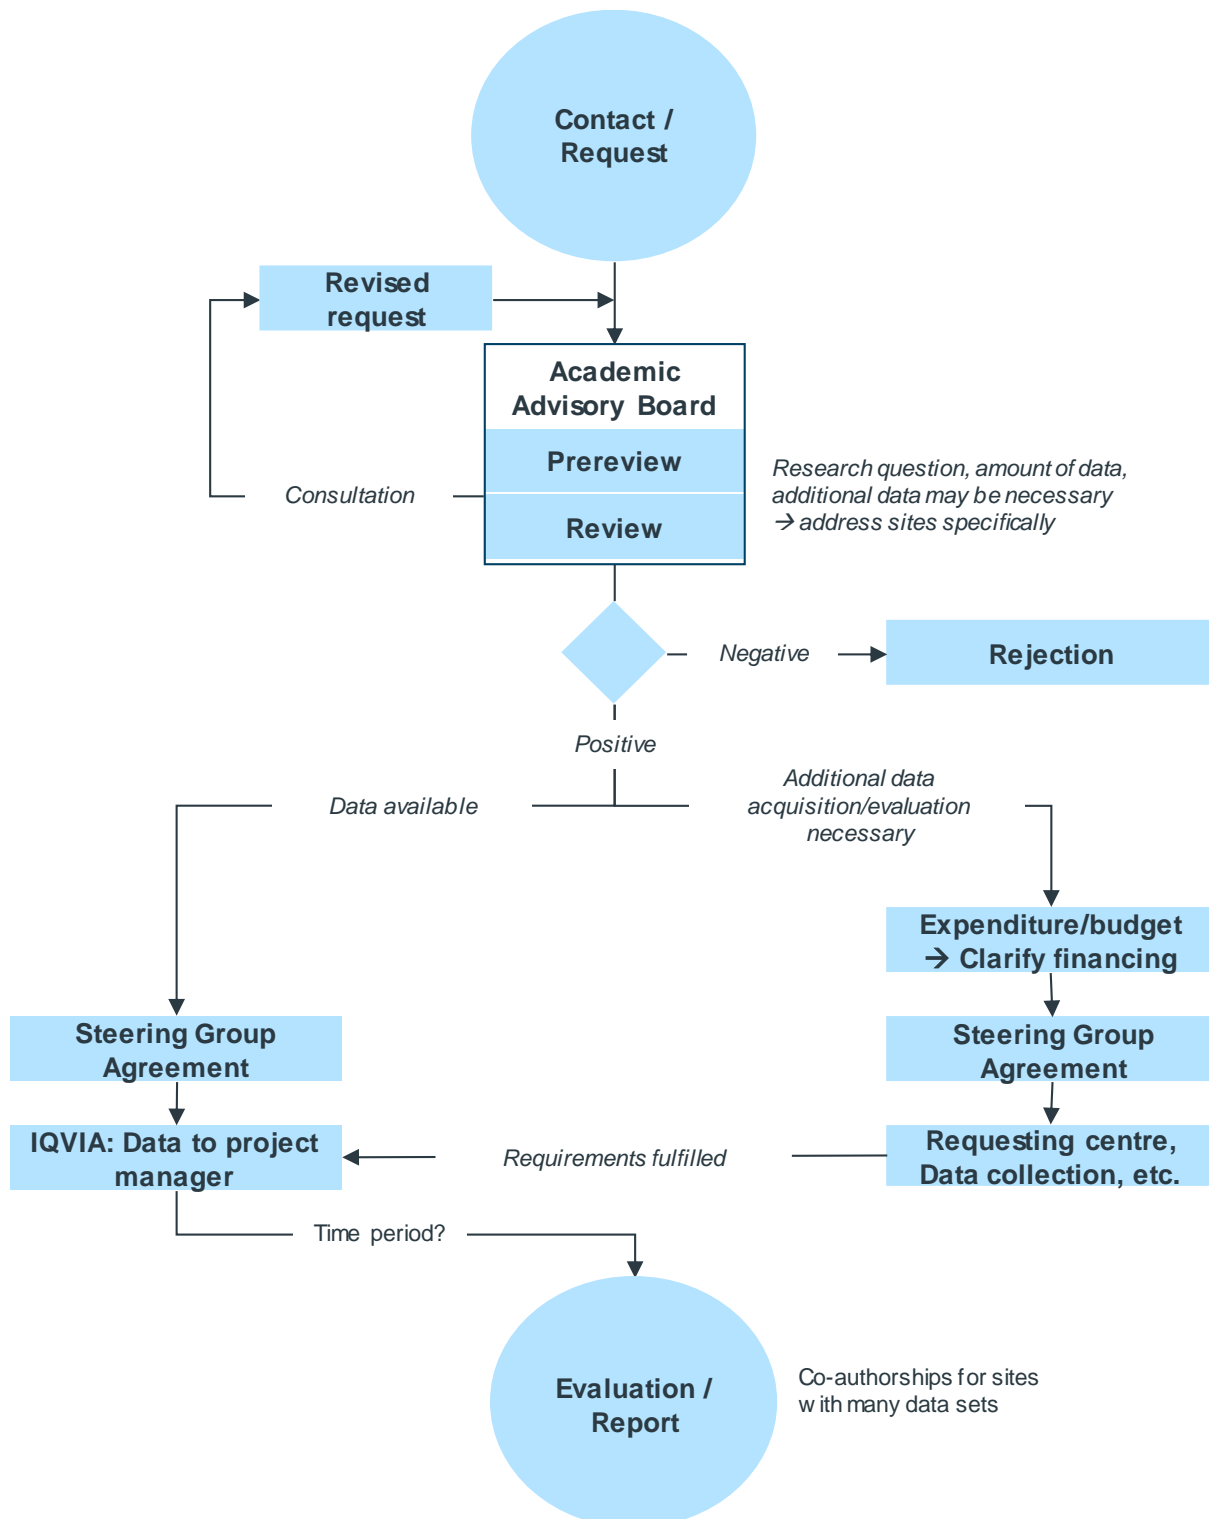 Contact /
Request
Revised
request
Academic
Advisory Board
Prereview
Consultation
Research question, amount of data,
additional data may be necessary
→ address sites specifically
Review
Negative
Rejection
Positive
Data available
Additional data
acquisition/evaluation
necessary
Expenditure/budget
→ Clarify financing
Steering Group
Agreement
Steering Group
Agreement
IQVIA: Data to project
manager
Requirements fulfilled
Requesting centre,
Data collection, etc.
Time period?
Evaluation /
Report
Co-authorships for sites
with many data sets